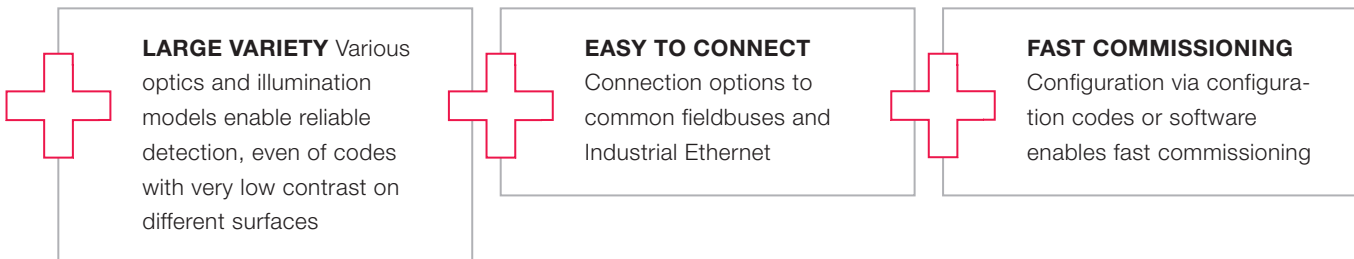 LARGE VARIETY Various
optics and illumination
models enable reliable
detection, even of codes
with very low contrast on
different surfaces
EASY TO CONNECT
Connection options to
common fieldbuses and
Industrial Ethernet
FAST COMMISSIONING
Configuration via configura-
tion codes or software
enables fast commissioning